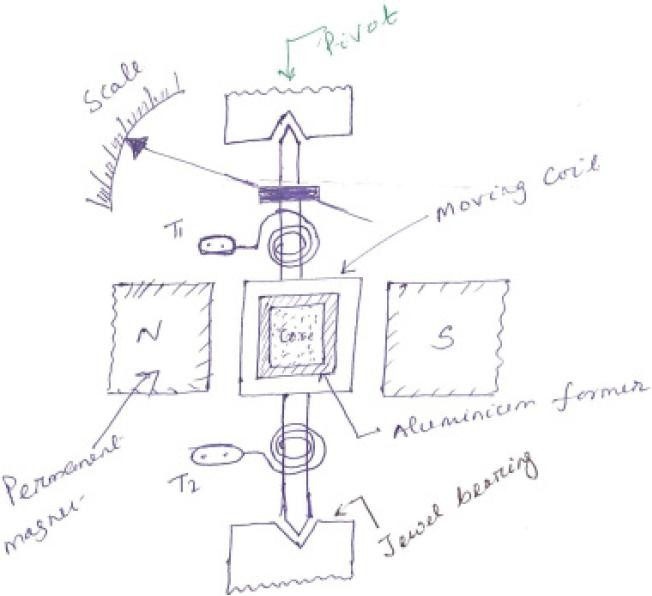 Pivot
Scale
Moving Coil
T1
N
Core
S
Aluminium former
Permanent
magnet
T2
Jewel bearing